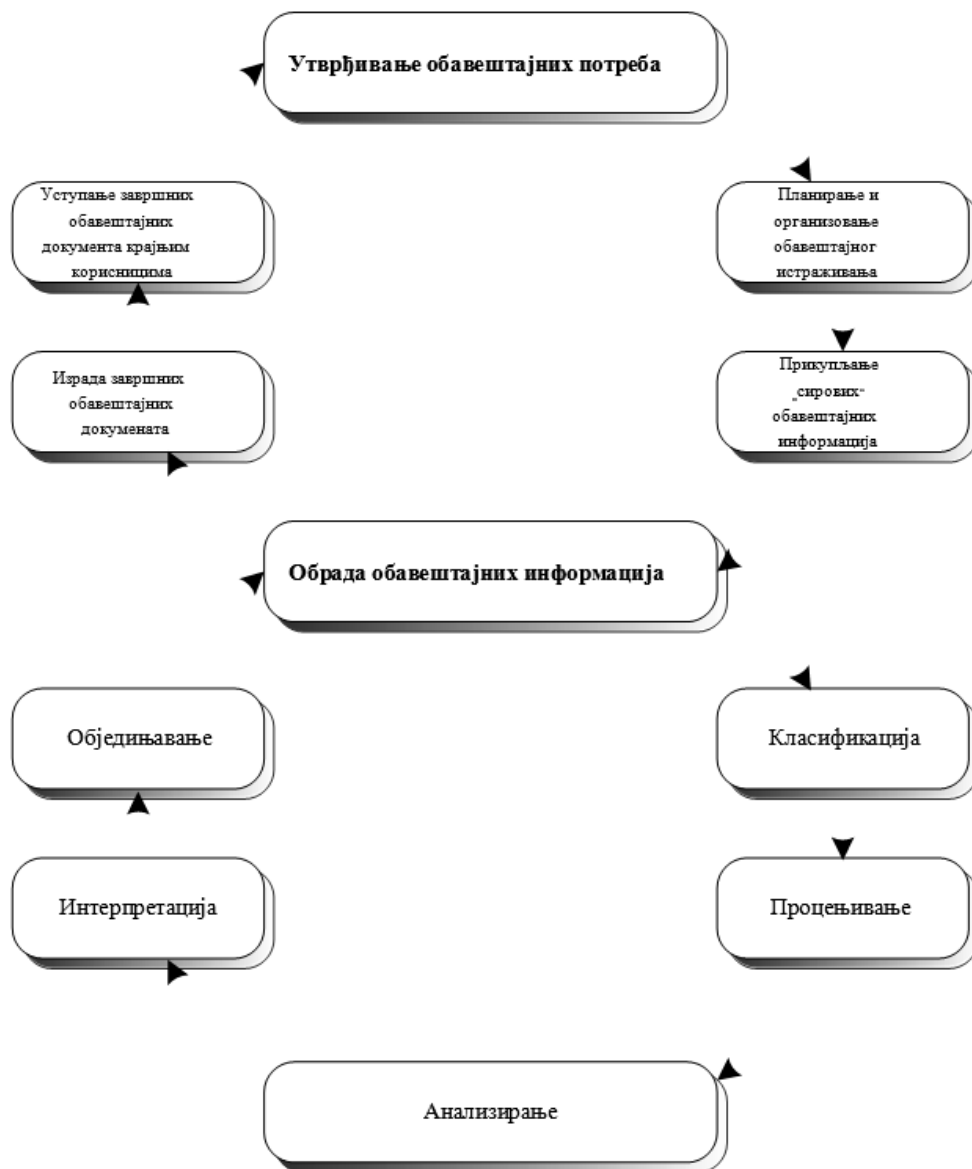 Утврђивање обавештајних потреба
Уступање завршних
обавештајних
документа крајњим
корисницима
Планирање и
организовање
обавештајног
истраживања
Израда завршних
обавештајних
докумената
Прикупљање
„сирових“
обавештајних
информација
Обрада обавештајних информација
Обједињавање
Класификација
Интерпретација
Процењивање
Анализирање